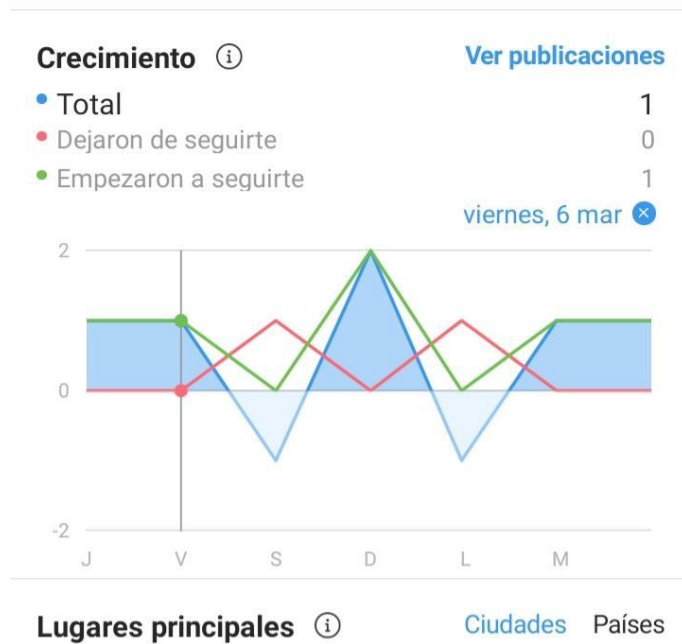 Crecimiento Ver publicaciones
Total 1
Dejaron de seguirte 0
Empezaron a seguirte 1
viernes, 6 mar
2
0
-2
J V S D L M
Lugares principales Ciudades Países